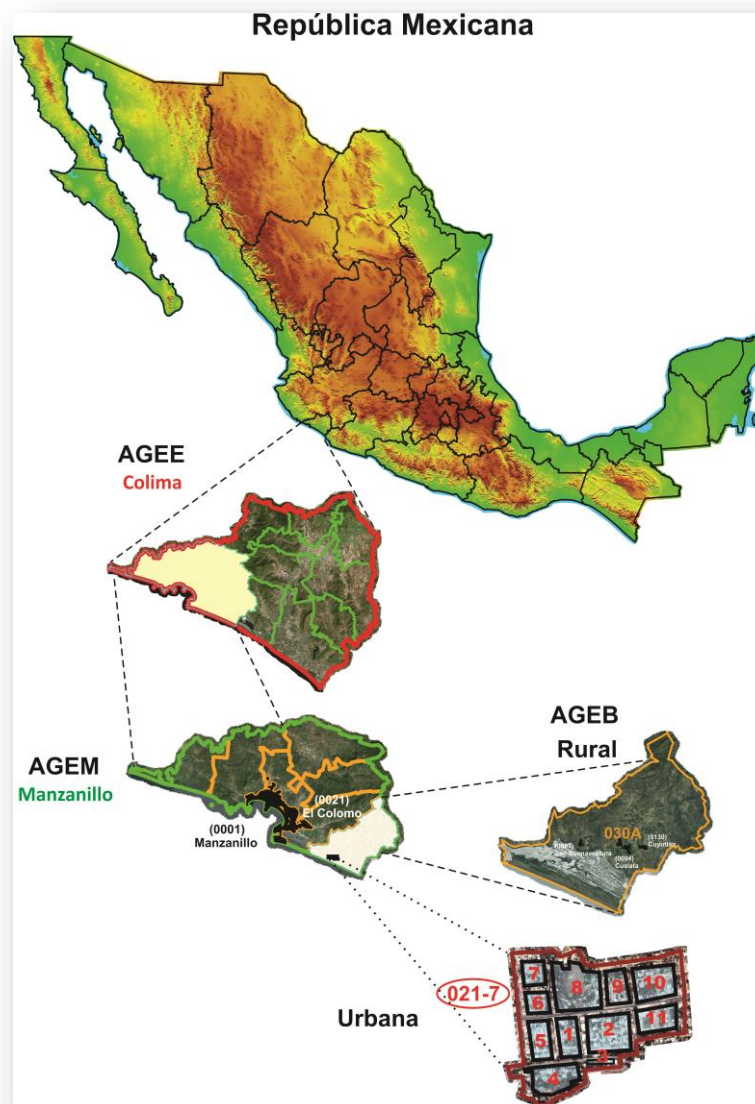 República Mexicana
AGEE
Colima
AGEM
Manzanillo
(0001)
Manzanillo
(0021)
El Colomo
AGEB
Rural
030A
(0130)
Cuyutlán
Buenaventura
(0094)
Cualata
Urbana
021-7
7
8
9
10
6
11
5
1
2
3
4